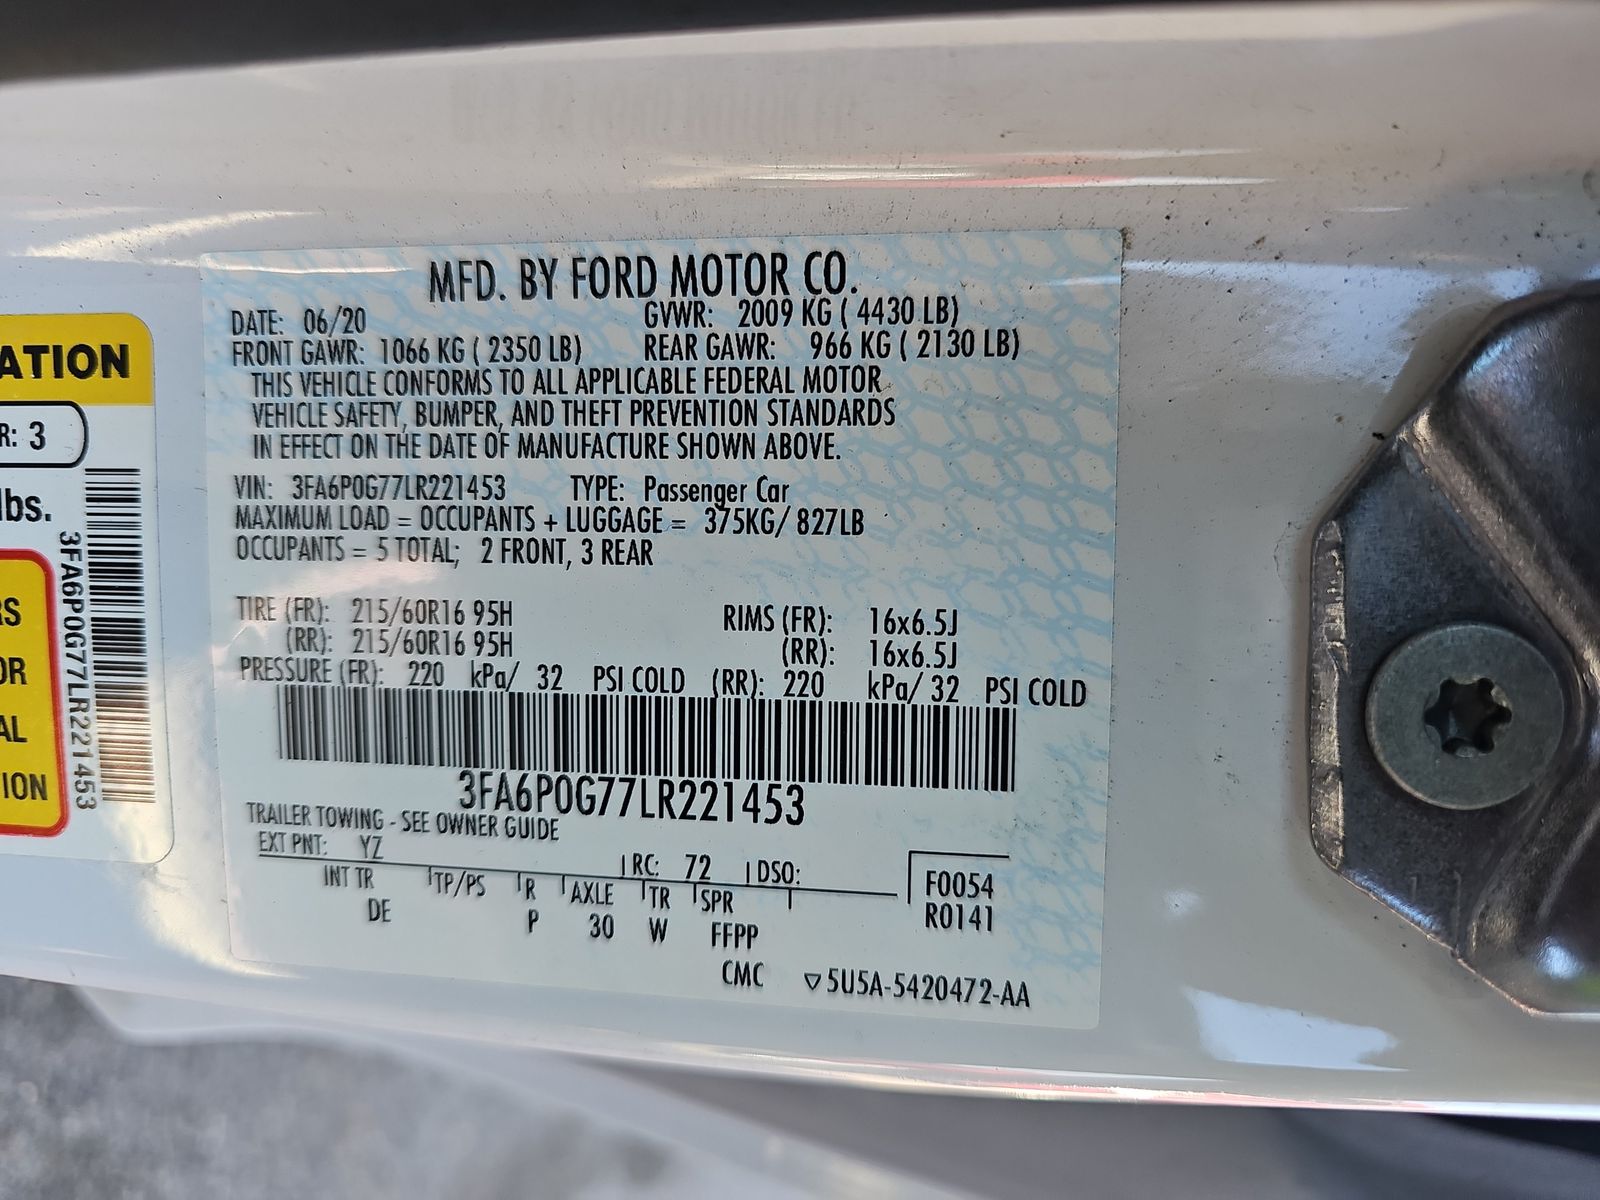 MFD. BY FORD MOTOR CO.
DATE: 06/20 GVWR: 2009 KG ( 4430 LB)
FRONT GAWR: 1066 KG ( 2350 LB) REAR GAWR: 966 KG ( 2130 LB)
THIS VEHICLE CONFORMS TO ALL APPLICABLE FEDERAL MOTOR
VEHICLE SAFETY, BUMPER, AND THEFT PREVENTION STANDARDS
IN EFFECT ON THE DATE OF MANUFACTURE SHOWN ABOVE.
VIN: 3FA6P0G77LR221453 TYPE: Passenger Car
MAXIMUM LOAD = OCCUPANTS + LUGGAGE = 375KG/ 827LB
OCCUPANTS = 5 TOTAL; 2 FRONT, 3 REAR
TIRE (FR): 215/60R16 95H RIMS (FR): 16x6.5J
(RR): 215/60R16 95H (RR): 16x6.5J
PRESSURE (FR): 220 kPa/ 32 PSI COLD (RR): 220 kPa/ 32 PSI COLD
3FA6P0G77LR221453
TRAILER TOWING - SEE OWNER GUIDE
EXT PNT: YZ RC: 72 DSO:
INT TR TP/PS R AXLE TR SPR F0054
DE P 30 W FFPP R0141
CMC ▽5U5A-5420472-AA
ATION
R: 3
lbs.
RS
OR
AL
ION
3FA6P0G77LR221453